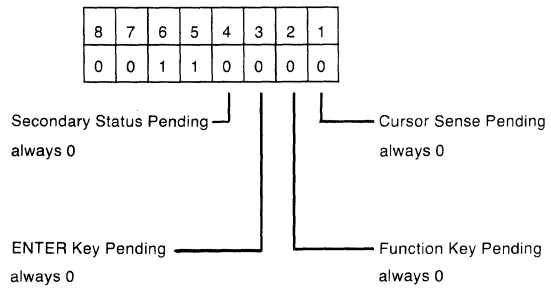 8 7 6 5 4 3 2 1
0 0 1 1 0 0 0 0
Secondary Status Pending
always 0
Cursor Sense Pending
always 0
ENTER Key Pending
always 0
Function Key Pending
always 0